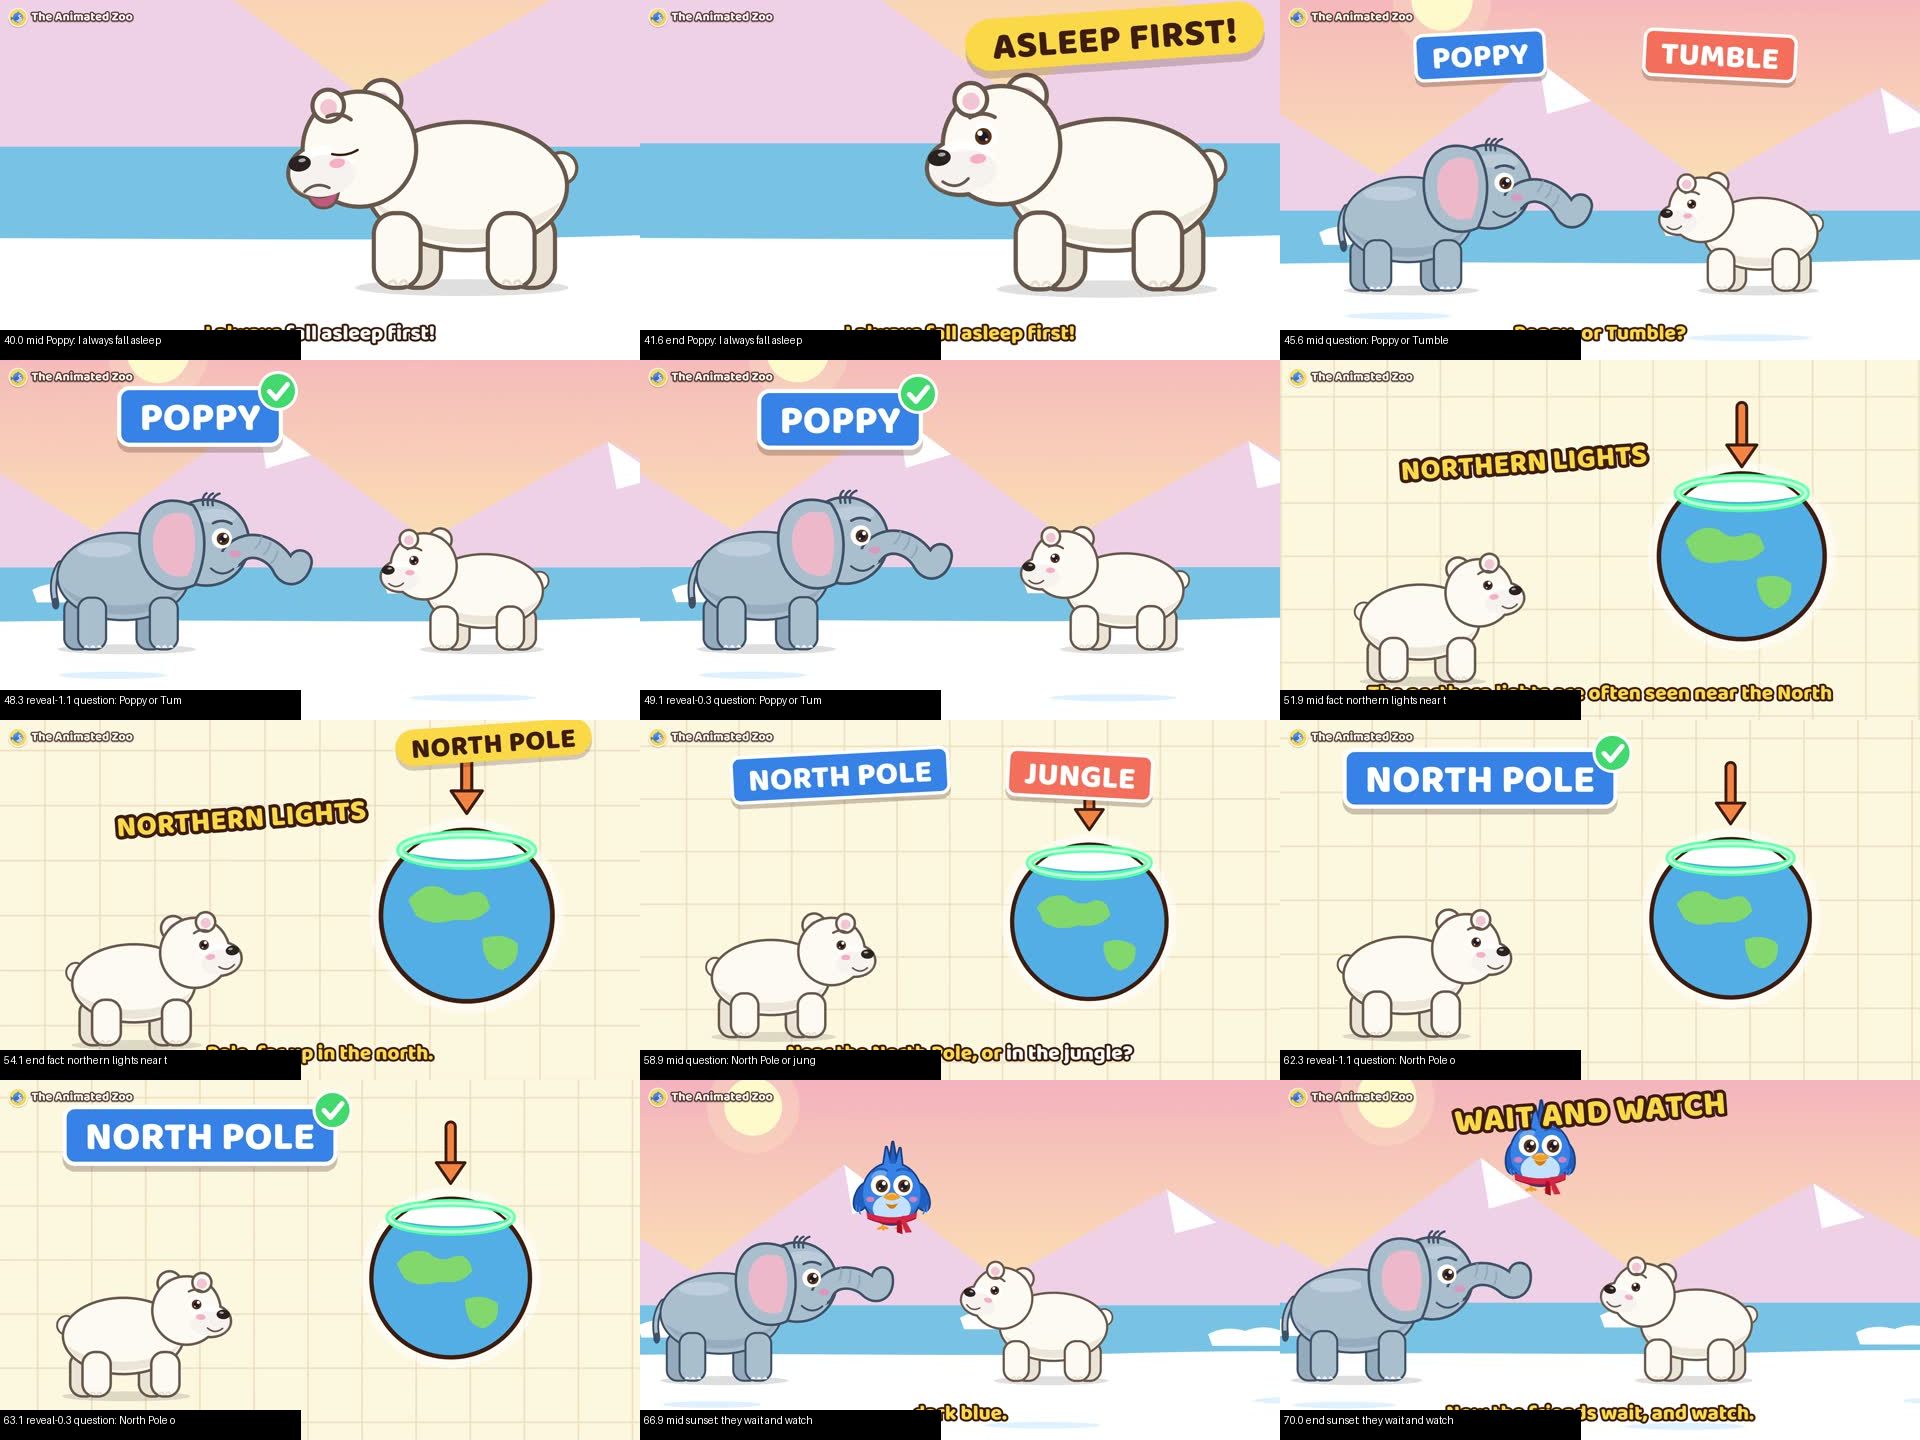 The Animated Zoo
fall asleep first!
40.0 mid Poppy: I always fall asleep
The Animated Zoo
ASLEEP FIRST!
fall asleep first!
41.6 end Poppy: I always fall asleep
The Animated Zoo
POPPY
TUMBLE
or Tumble?
45.6 mid question: Poppy or Tumble
The Animated Zoo
POPPY
48.3 reveal-1.1 question: Poppy or Tum
The Animated Zoo
POPPY
49.1 reveal-0.3 question: Poppy or Tum
The Animated Zoo
NORTHERN LIGHTS
often seen near the North
51.9 mid fact: northern lights near t
The Animated Zoo
NORTH POLE
NORTHERN LIGHTS
in the north.
54.1 end fact: northern lights near t
The Animated Zoo
NORTH POLE
JUNGLE
Pole, or in the jungle?
58.9 mid question: North Pole or jung
The Animated Zoo
NORTH POLE
62.3 reveal-1.1 question: North Pole o
The Animated Zoo
NORTH POLE
63.1 reveal-0.3 question: North Pole o
The Animated Zoo
dark blue.
66.9 mid sunset: they wait and watch
The Animated Zoo
WAIT AND WATCH
wait, and watch.
70.0 end sunset: they wait and watch